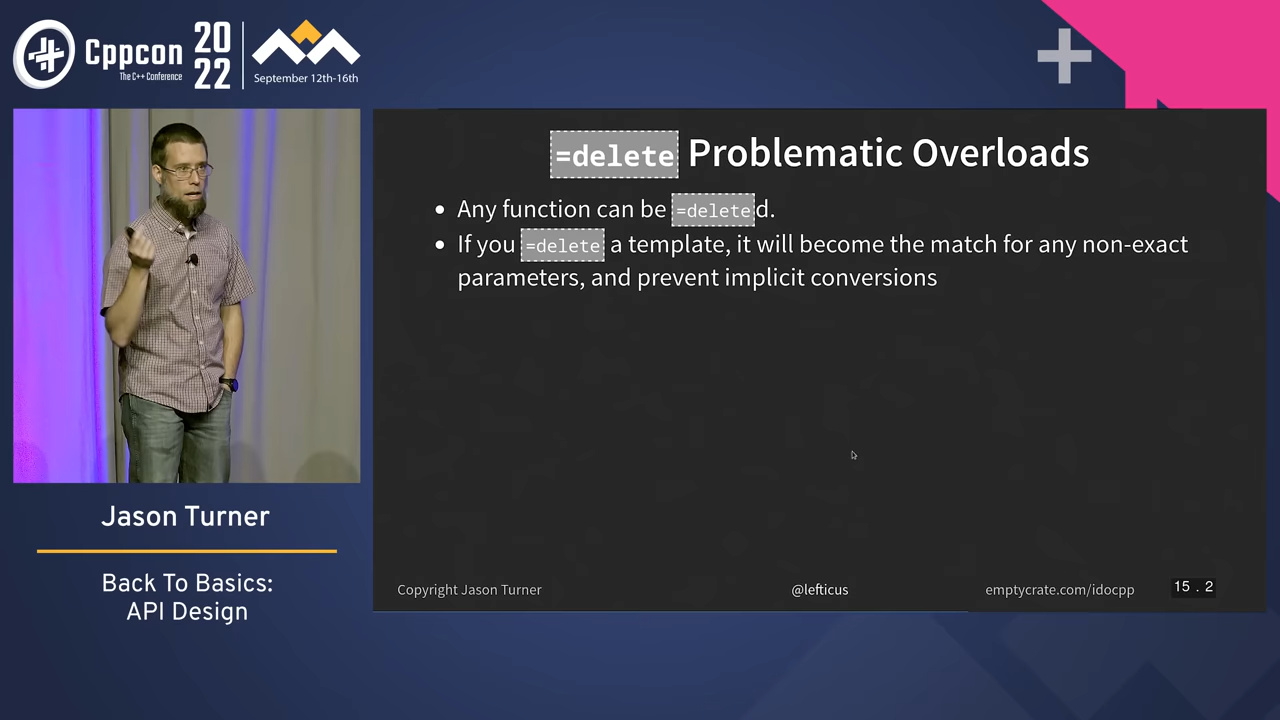 Cppcon
The C++ Conference
20
22
September 12th-16th
=delete Problematic Overloads
Any function can be =deleted.
If you =delete a template, it will become the match for any non-exact
parameters, and prevent implicit conversions
Jason Turner
Back To Basics:
API Design
Copyright Jason Turner
@lefticus
emptycrate.com/idocpp
15 . 2